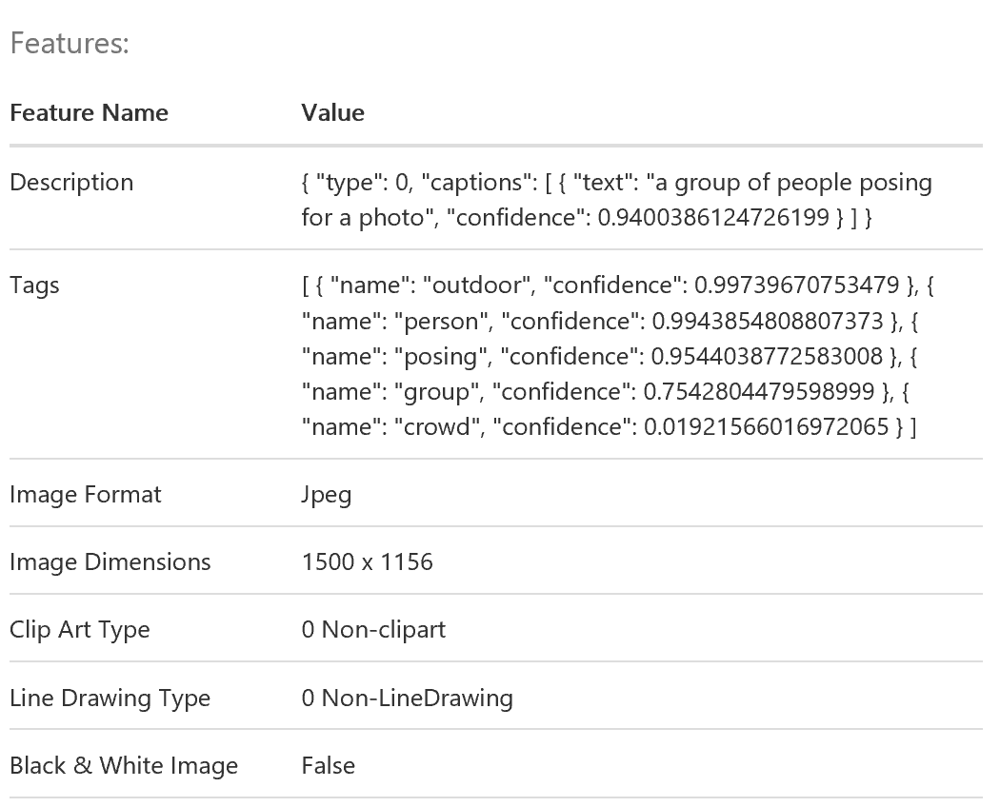 Features:
Feature Name Value
Description { "type": 0, "captions": [ { "text": "a group of people posing
for a photo", "confidence": 0.9400386124726199 } ] }
Tags [ { "name": "outdoor", "confidence": 0.99739670753479 }, {
"name": "person", "confidence": 0.9943854808807373 }, {
"name": "posing", "confidence": 0.9544038772583008 }, {
"name": "group", "confidence": 0.7542804479598999 }, {
"name": "crowd", "confidence": 0.01921566016972065 } ]
Image Format Jpeg
Image Dimensions 1500 x 1156
Clip Art Type 0 Non-clipart
Line Drawing Type 0 Non-LineDrawing
Black & White Image False